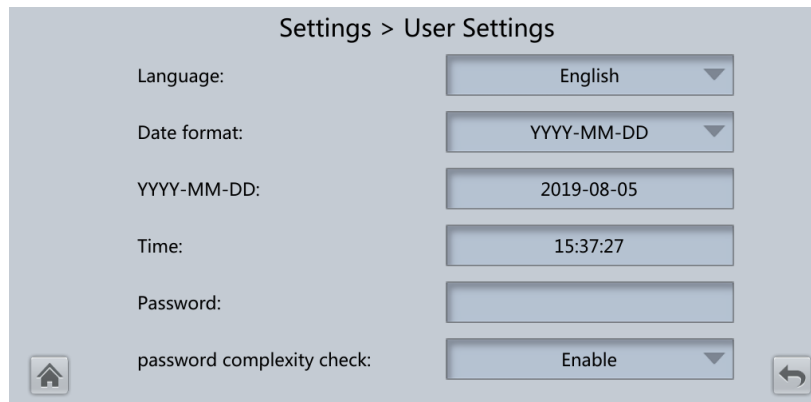 Settings > User Settings
Language: English
Date format: YYYY-MM-DD
YYYY-MM-DD: 2019-08-05
Time: 15:37:27
Password:
password complexity check: Enable